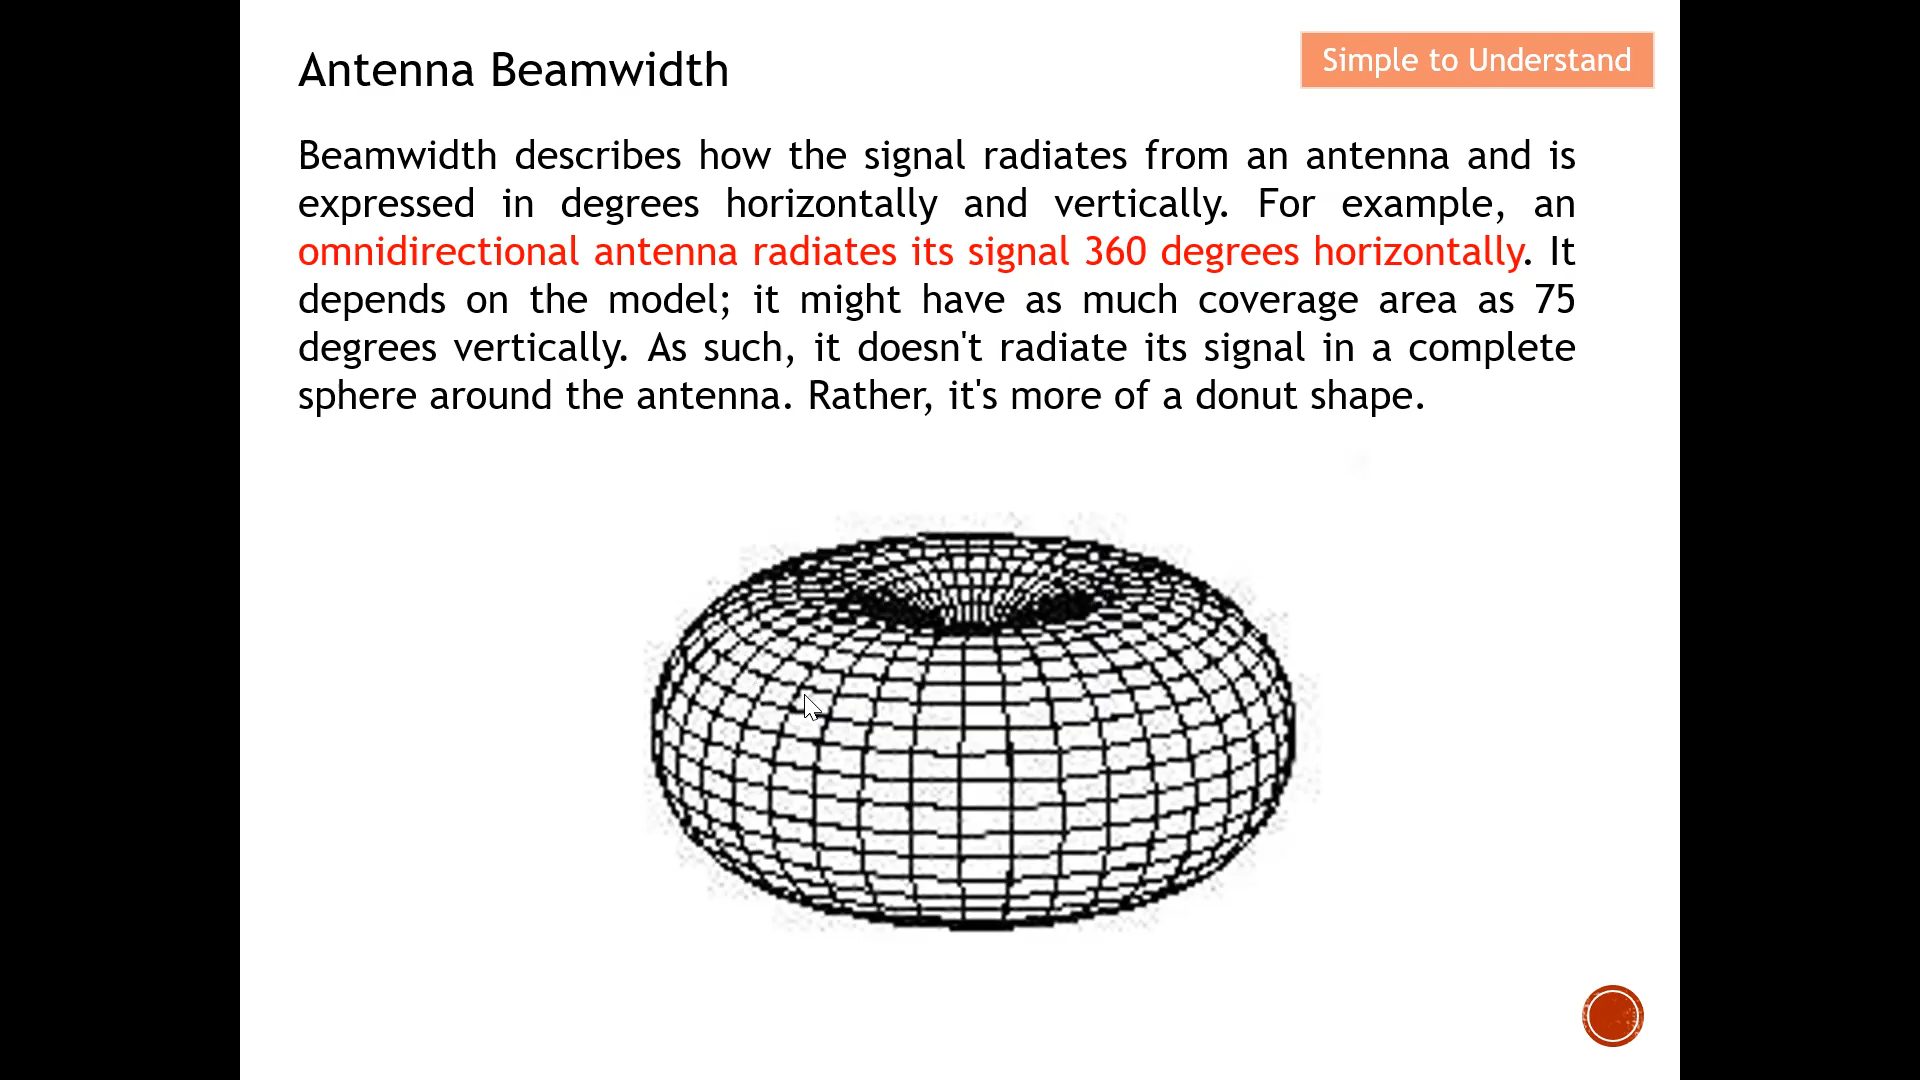 Antenna Beamwidth
Simple to Understand
Beamwidth describes how the signal radiates from an antenna and is
expressed in degrees horizontally and vertically. For example, an
omnidirectional antenna radiates its signal 360 degrees horizontally. It
depends on the model; it might have as much coverage area as 75
degrees vertically. As such, it doesn't radiate its signal in a complete
sphere around the antenna. Rather, it's more of a donut shape.